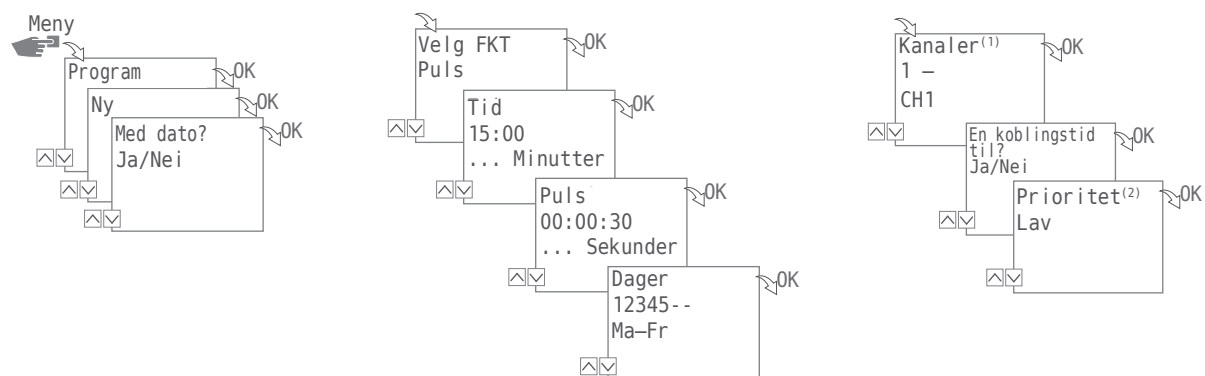 Meny
Program
OK
Ny
OK
Med dato?
OK
Ja/Nei
Velg FKT
OK
Puls
Tid
OK
15:00
... Minutter
Puls
OK
00:00:30
... Sekunder
Dager
OK
12345--
Ma–Fr
Kanaler(1)
OK
1 –
CH1
En koblingstid
til?
OK
Ja/Nei
Prioritet(2)
OK
Lav